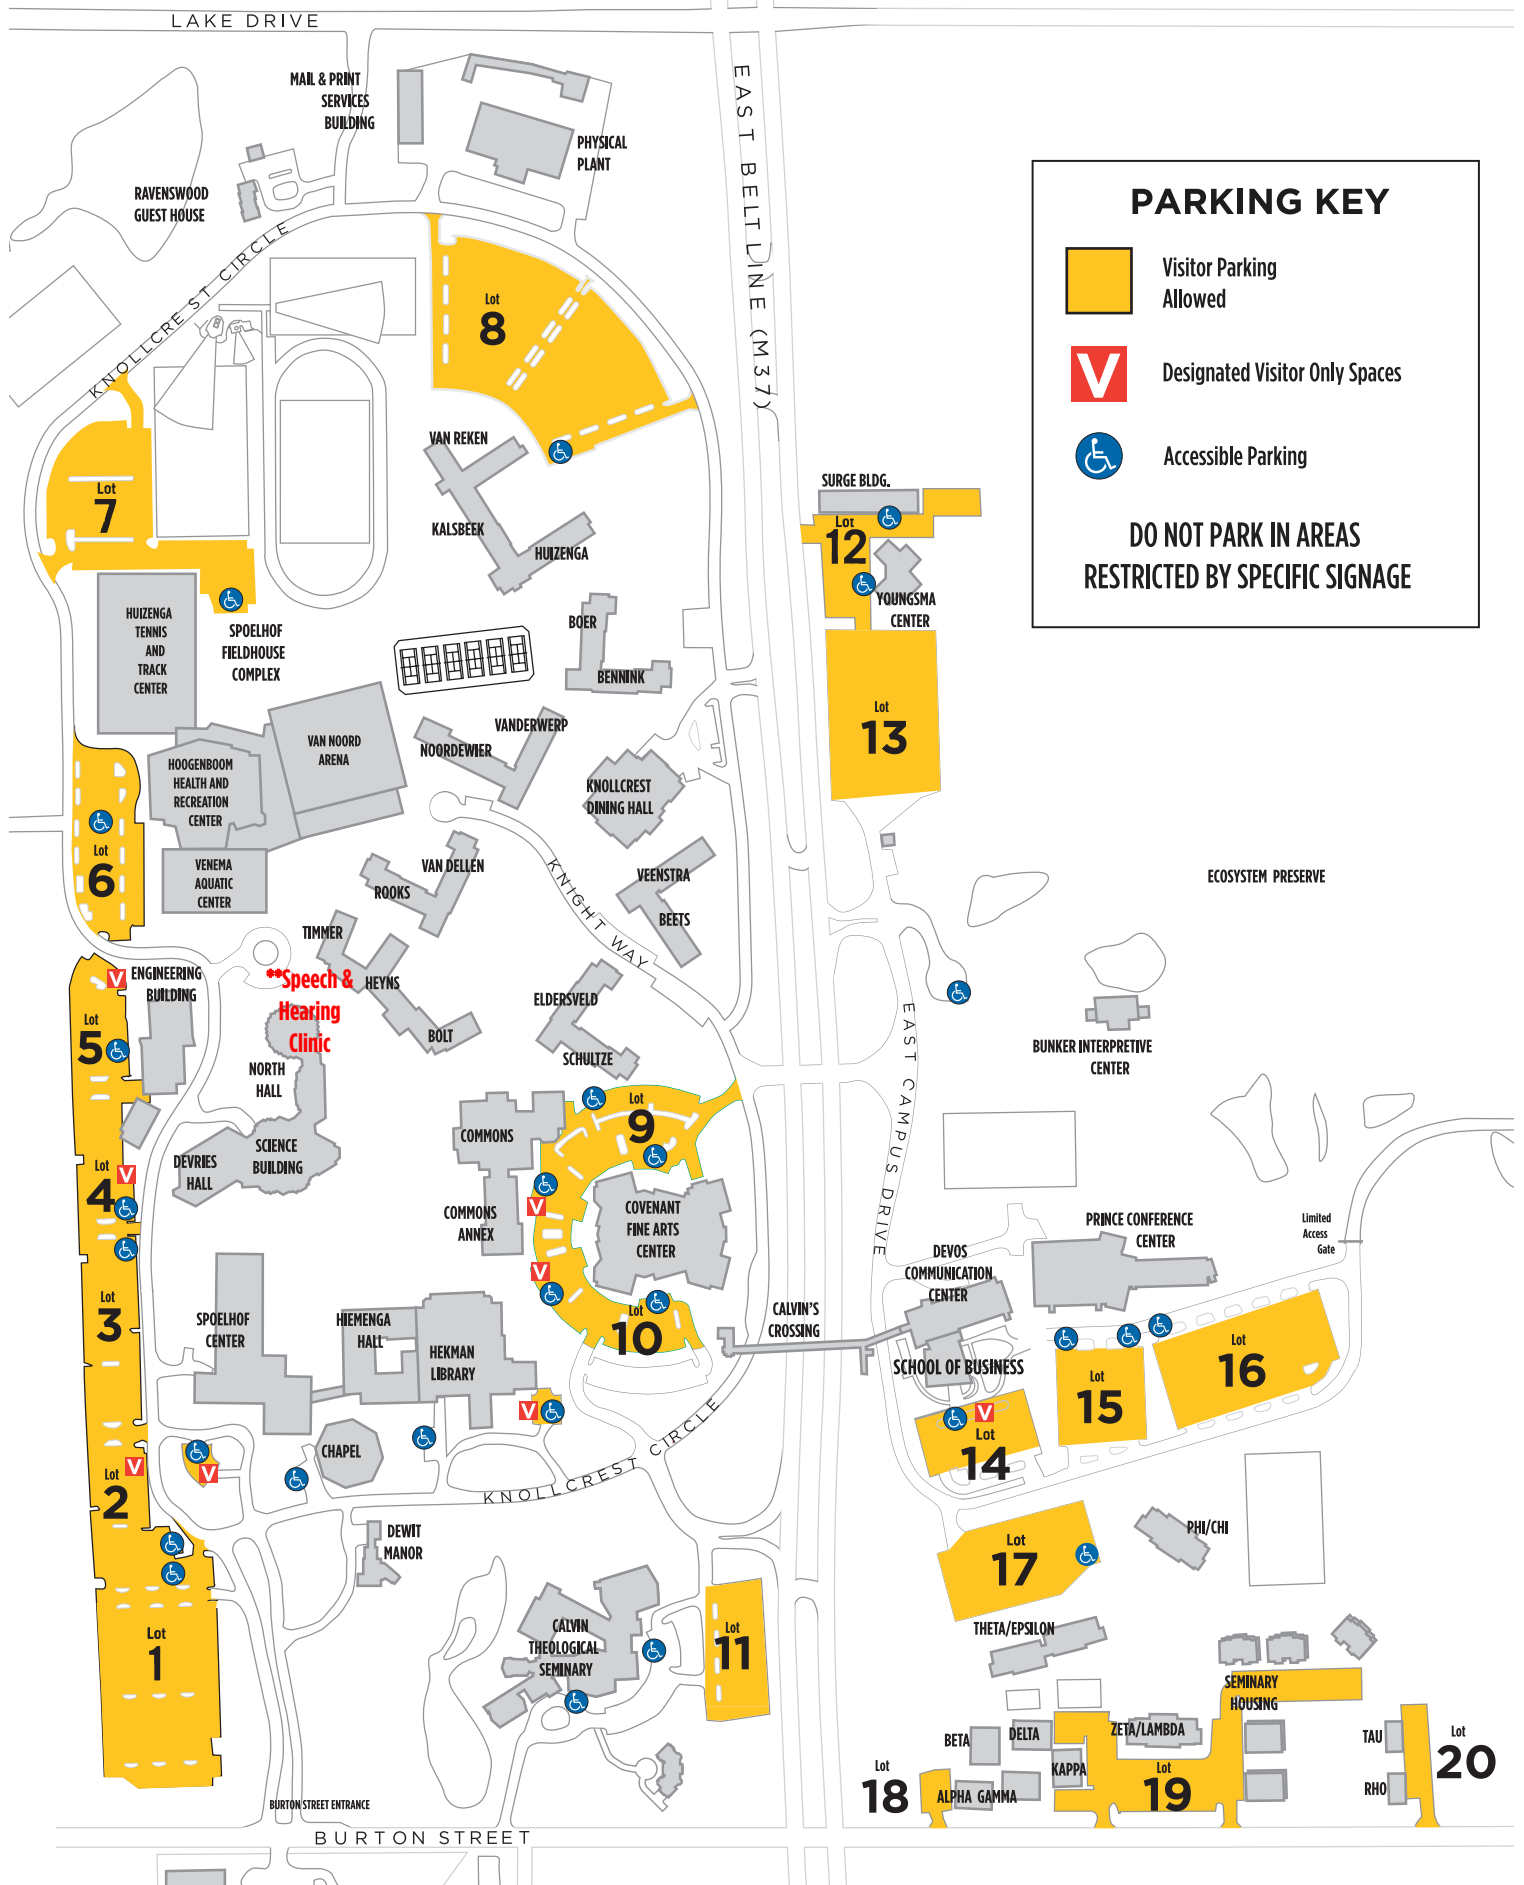 LAKE DRIVE
MAIL & PRINT
SERVICES
BUILDING
PHYSICAL
PLANT
RAVENSWOOD
GUEST HOUSE
EAST BELTLINE (M37)
KNOLLCREST CIRCLE
PARKING KEY
Visitor Parking
Allowed
V
Designated Visitor Only Spaces
Accessible Parking
DO NOT PARK IN AREAS
RESTRICTED BY SPECIFIC SIGNAGE
Lot
8
Lot
7
VAN REKEN
KALSBEEK
HUIZENGA
SURGE BLDG.
Lot
12
YOUNGSMA
CENTER
HUIZENGA
TENNIS
AND
TRACK
CENTER
SPOELHOF
FIELDHOUSE
COMPLEX
BOER
BENNINK
Lot
13
VAN NOORD
ARENA
HOOGENBOOM
HEALTH AND
RECREATION
CENTER
NOORDEWIER
VANDERWERP
KNOLLCREST
DINING HALL
Lot
6
VENEMA
AQUATIC
CENTER
ROOKS
VAN DELLEN
KNIGHT WAY
VEENSTRA
BEETS
ECOSYSTEM PRESERVE
TIMMER
HEYNS
BOLT
**Speech &
Hearing
Clinic
V
ENGINEERING
BUILDING
Lot
5
ELDERSVELD
SCHULTZE
EAST CAMPUS DRIVE
BUNKER INTERPRETIVE
CENTER
NORTH
HALL
SCIENCE
BUILDING
DEVRIES
HALL
COMMONS
COMMONS
ANNEX
Lot
9
Lot
4
V
V
V
COVENANT
FINE ARTS
CENTER
PRINCE CONFERENCE
CENTER
Limited
Access
Gate
DEVOS
COMMUNICATION
CENTER
Lot
3
SPOELHOF
CENTER
HIEMENGA
HALL
HEKMAN
LIBRARY
Lot
10
CALVIN'S
CROSSING
SCHOOL OF BUSINESS
Lot
15
Lot
16
V
V
Lot
14
CHAPEL
KNOLLCREST CIRCLE
V
V
Lot
2
DEWIT
MANOR
Lot
17
PHI/CHI
Lot
1
CALVIN
THEOLOGICAL
SEMINARY
Lot
11
THETA/EPSILON
SEMINARY
HOUSING
BETA
DELTA
ZETA/LAMBDA
KAPPA
ALPHA GAMMA
Lot
18
Lot
19
TAU
RHO
Lot
20
BURTON STREET ENTRANCE
BURTON STREET